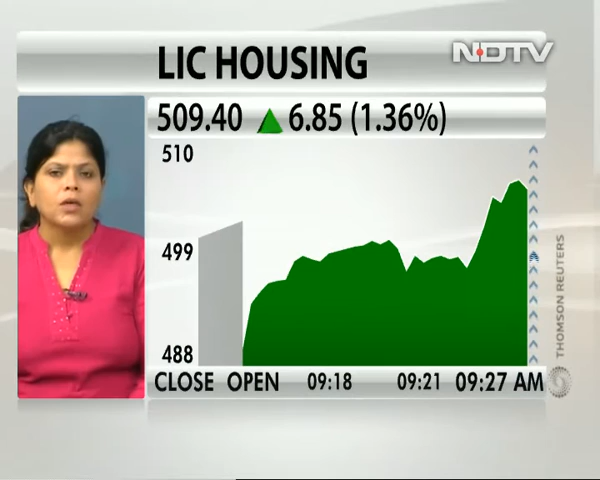 LIC HOUSING
NDTV
509.40 ▲ 6.85 (1.36%)
510
499
488
CLOSE OPEN 09:18 09:21 09:27 AM
THOMSON REUTERS